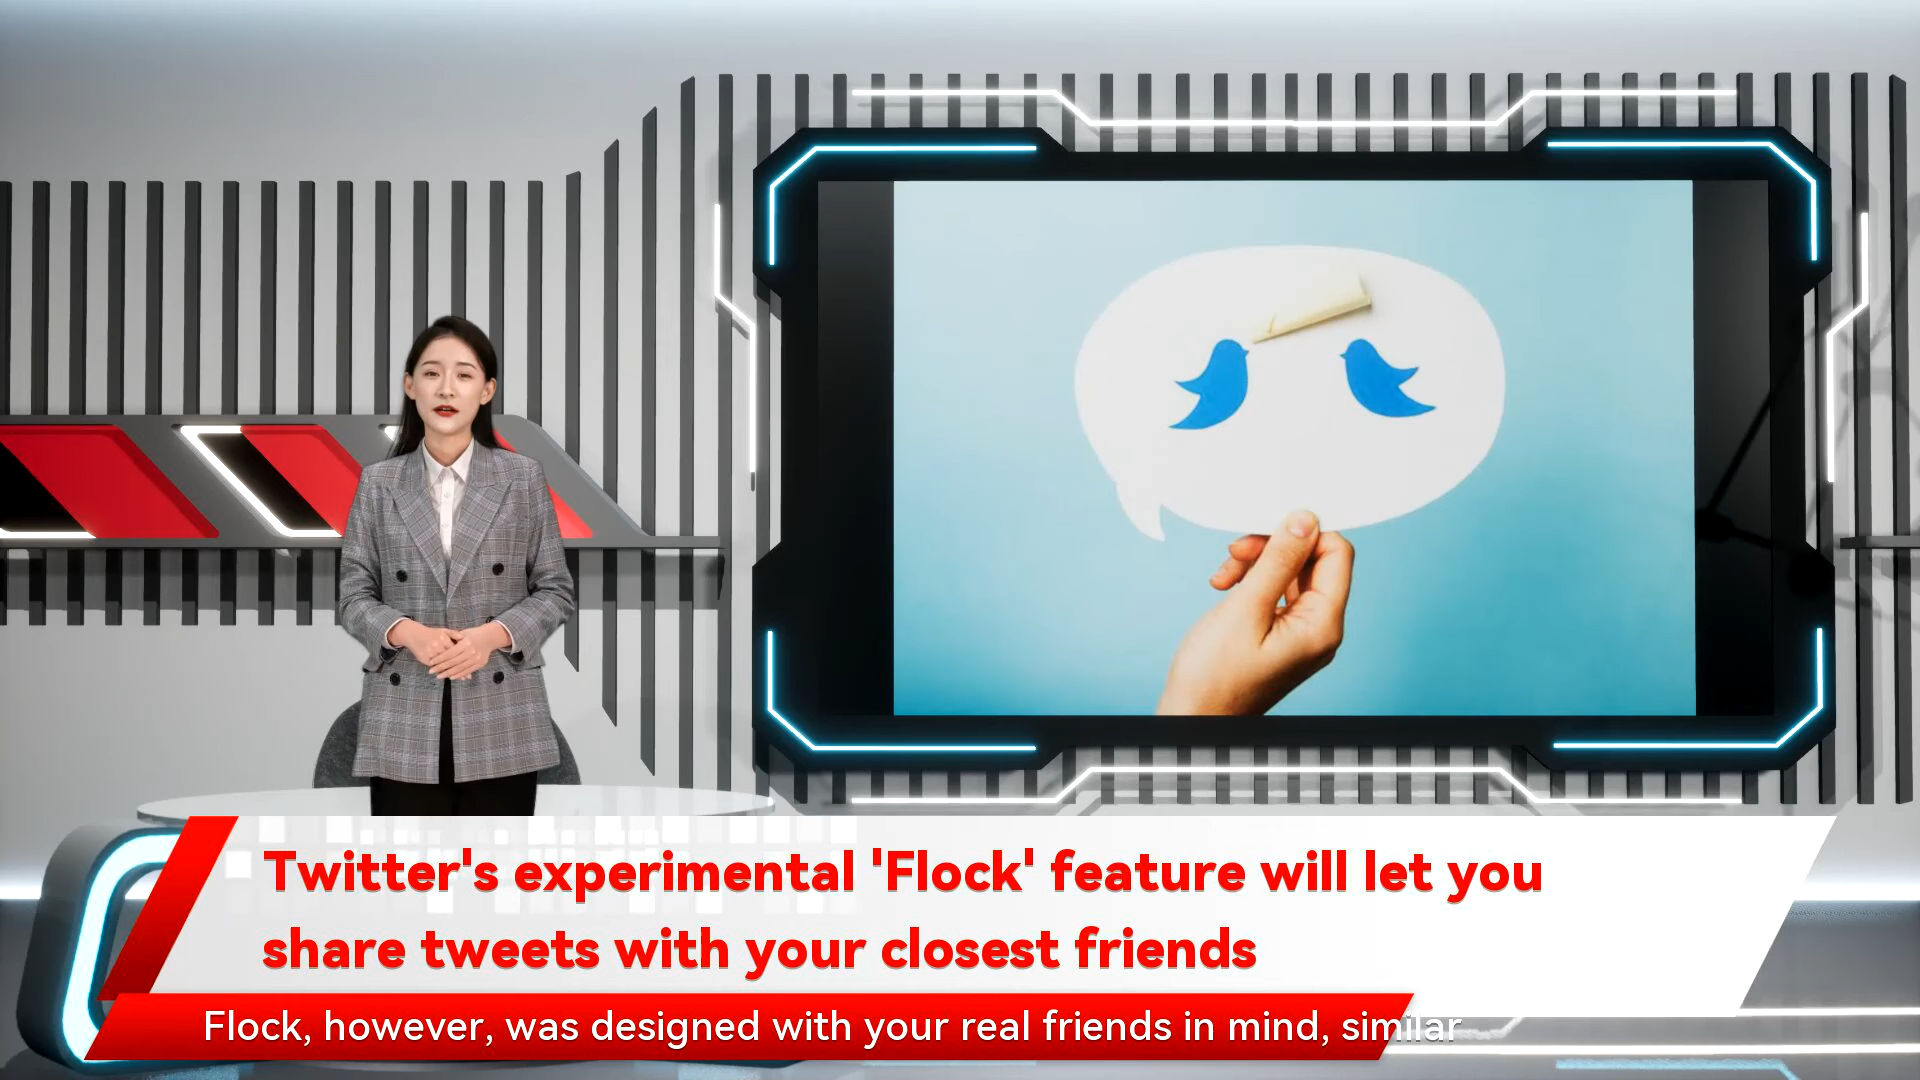 Twitter's experimental 'Flock' feature will let you
share tweets with your closest friends
Flock, however, was designed with your real friends in mind, similar